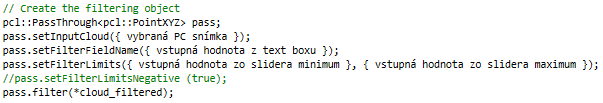 // Create the filtering object
pcl::PassThrough<pcl::PointXYZ> pass;
pass.setInputCloud({ vybraná PC snímka });
pass.setFilterFieldName({ vstupná hodnota z text boxu });
pass.setFilterLimits({ vstupná hodnota zo slidera minimum }, { vstupná hodnota zo slidera maximum });
//pass.setFilterLimitsNegative (true);
pass.filter(*cloud_filtered);